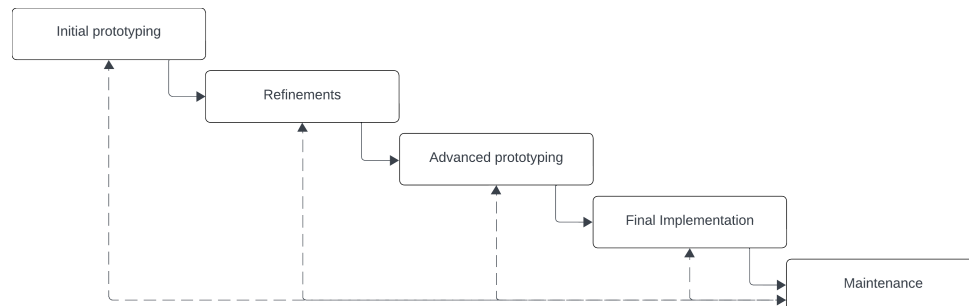 Initial prototyping
Refinements
Advanced prototyping
Final Implementation
Maintenance